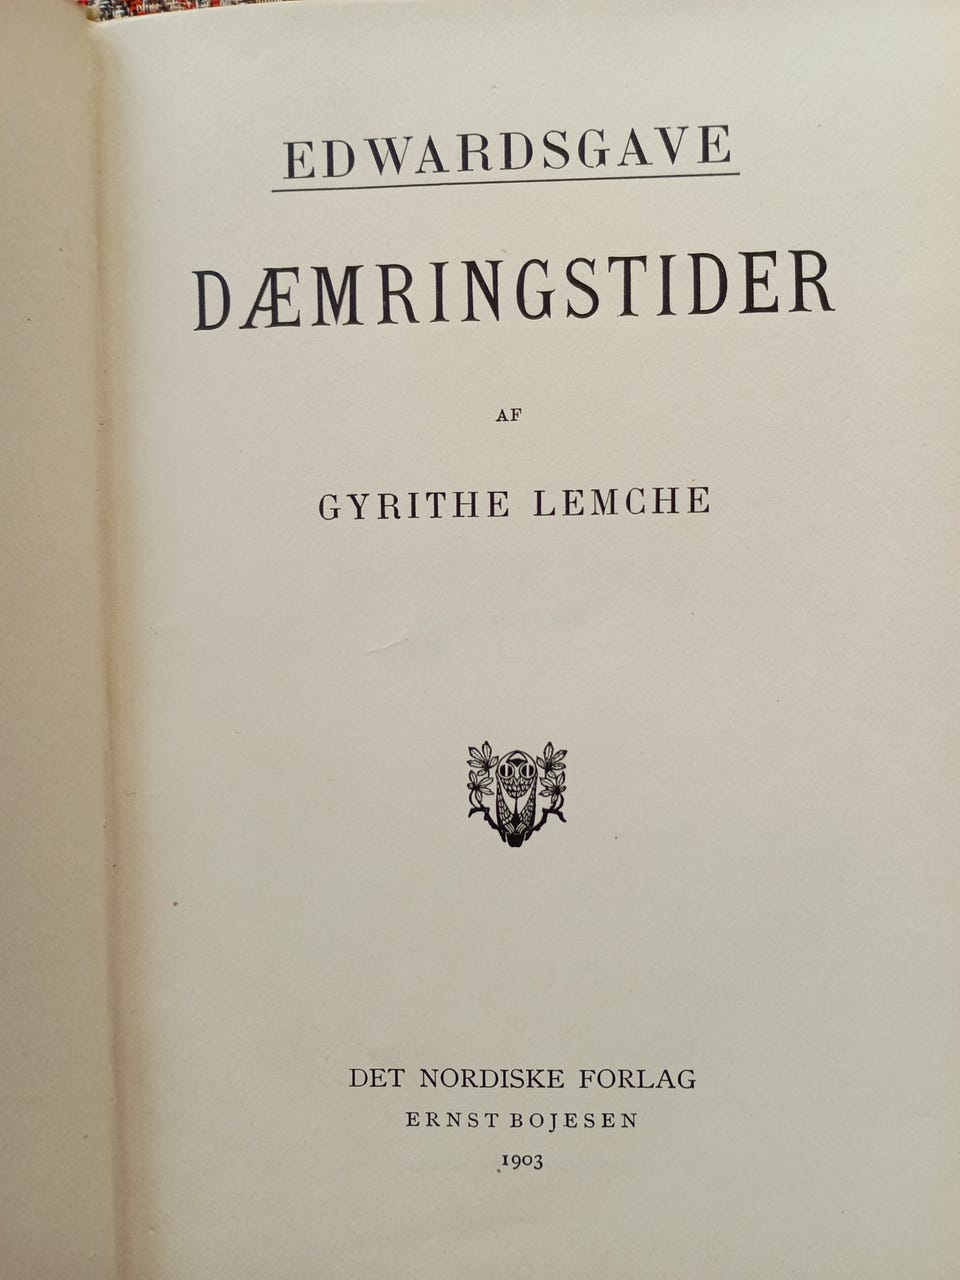 EDWARDSGAVE
DÆMRINGSTIDER
AF
GYRITHE LEMCHE
DET NORDISKE FORLAG
ERNST BOJESEN
1903